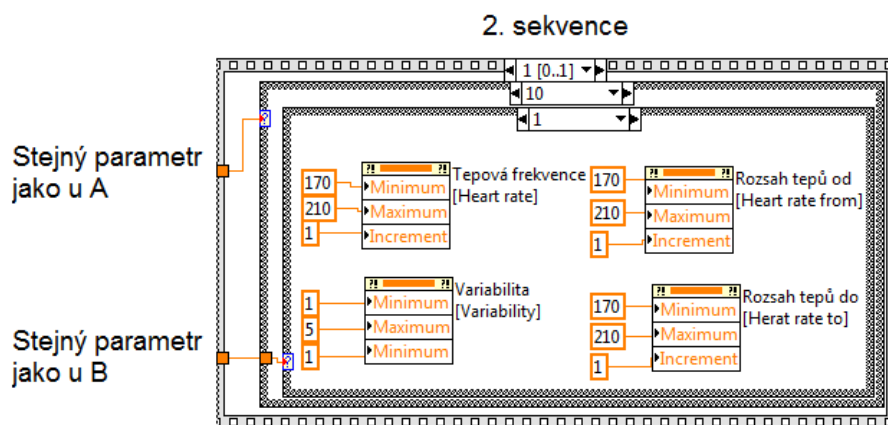 2. sekvence
1 [0..1]
10
1
Stejný parametr
jako u A
170
210
1
?!
?!
Minimum
Maximum
Increment
Tepová frekvence
[Heart rate]
170
210
1
?!
?!
Minimum
Maximum
Increment
Rozsah tepů od
[Heart rate from]
Stejný parametr
jako u B
1
5
1
?!
?!
Minimum
Maximum
Minimum
Variabilita
[Variability]
170
210
1
?!
?!
Minimum
Maximum
Increment
Rozsah tepů do
[Herat rate to]
?
?